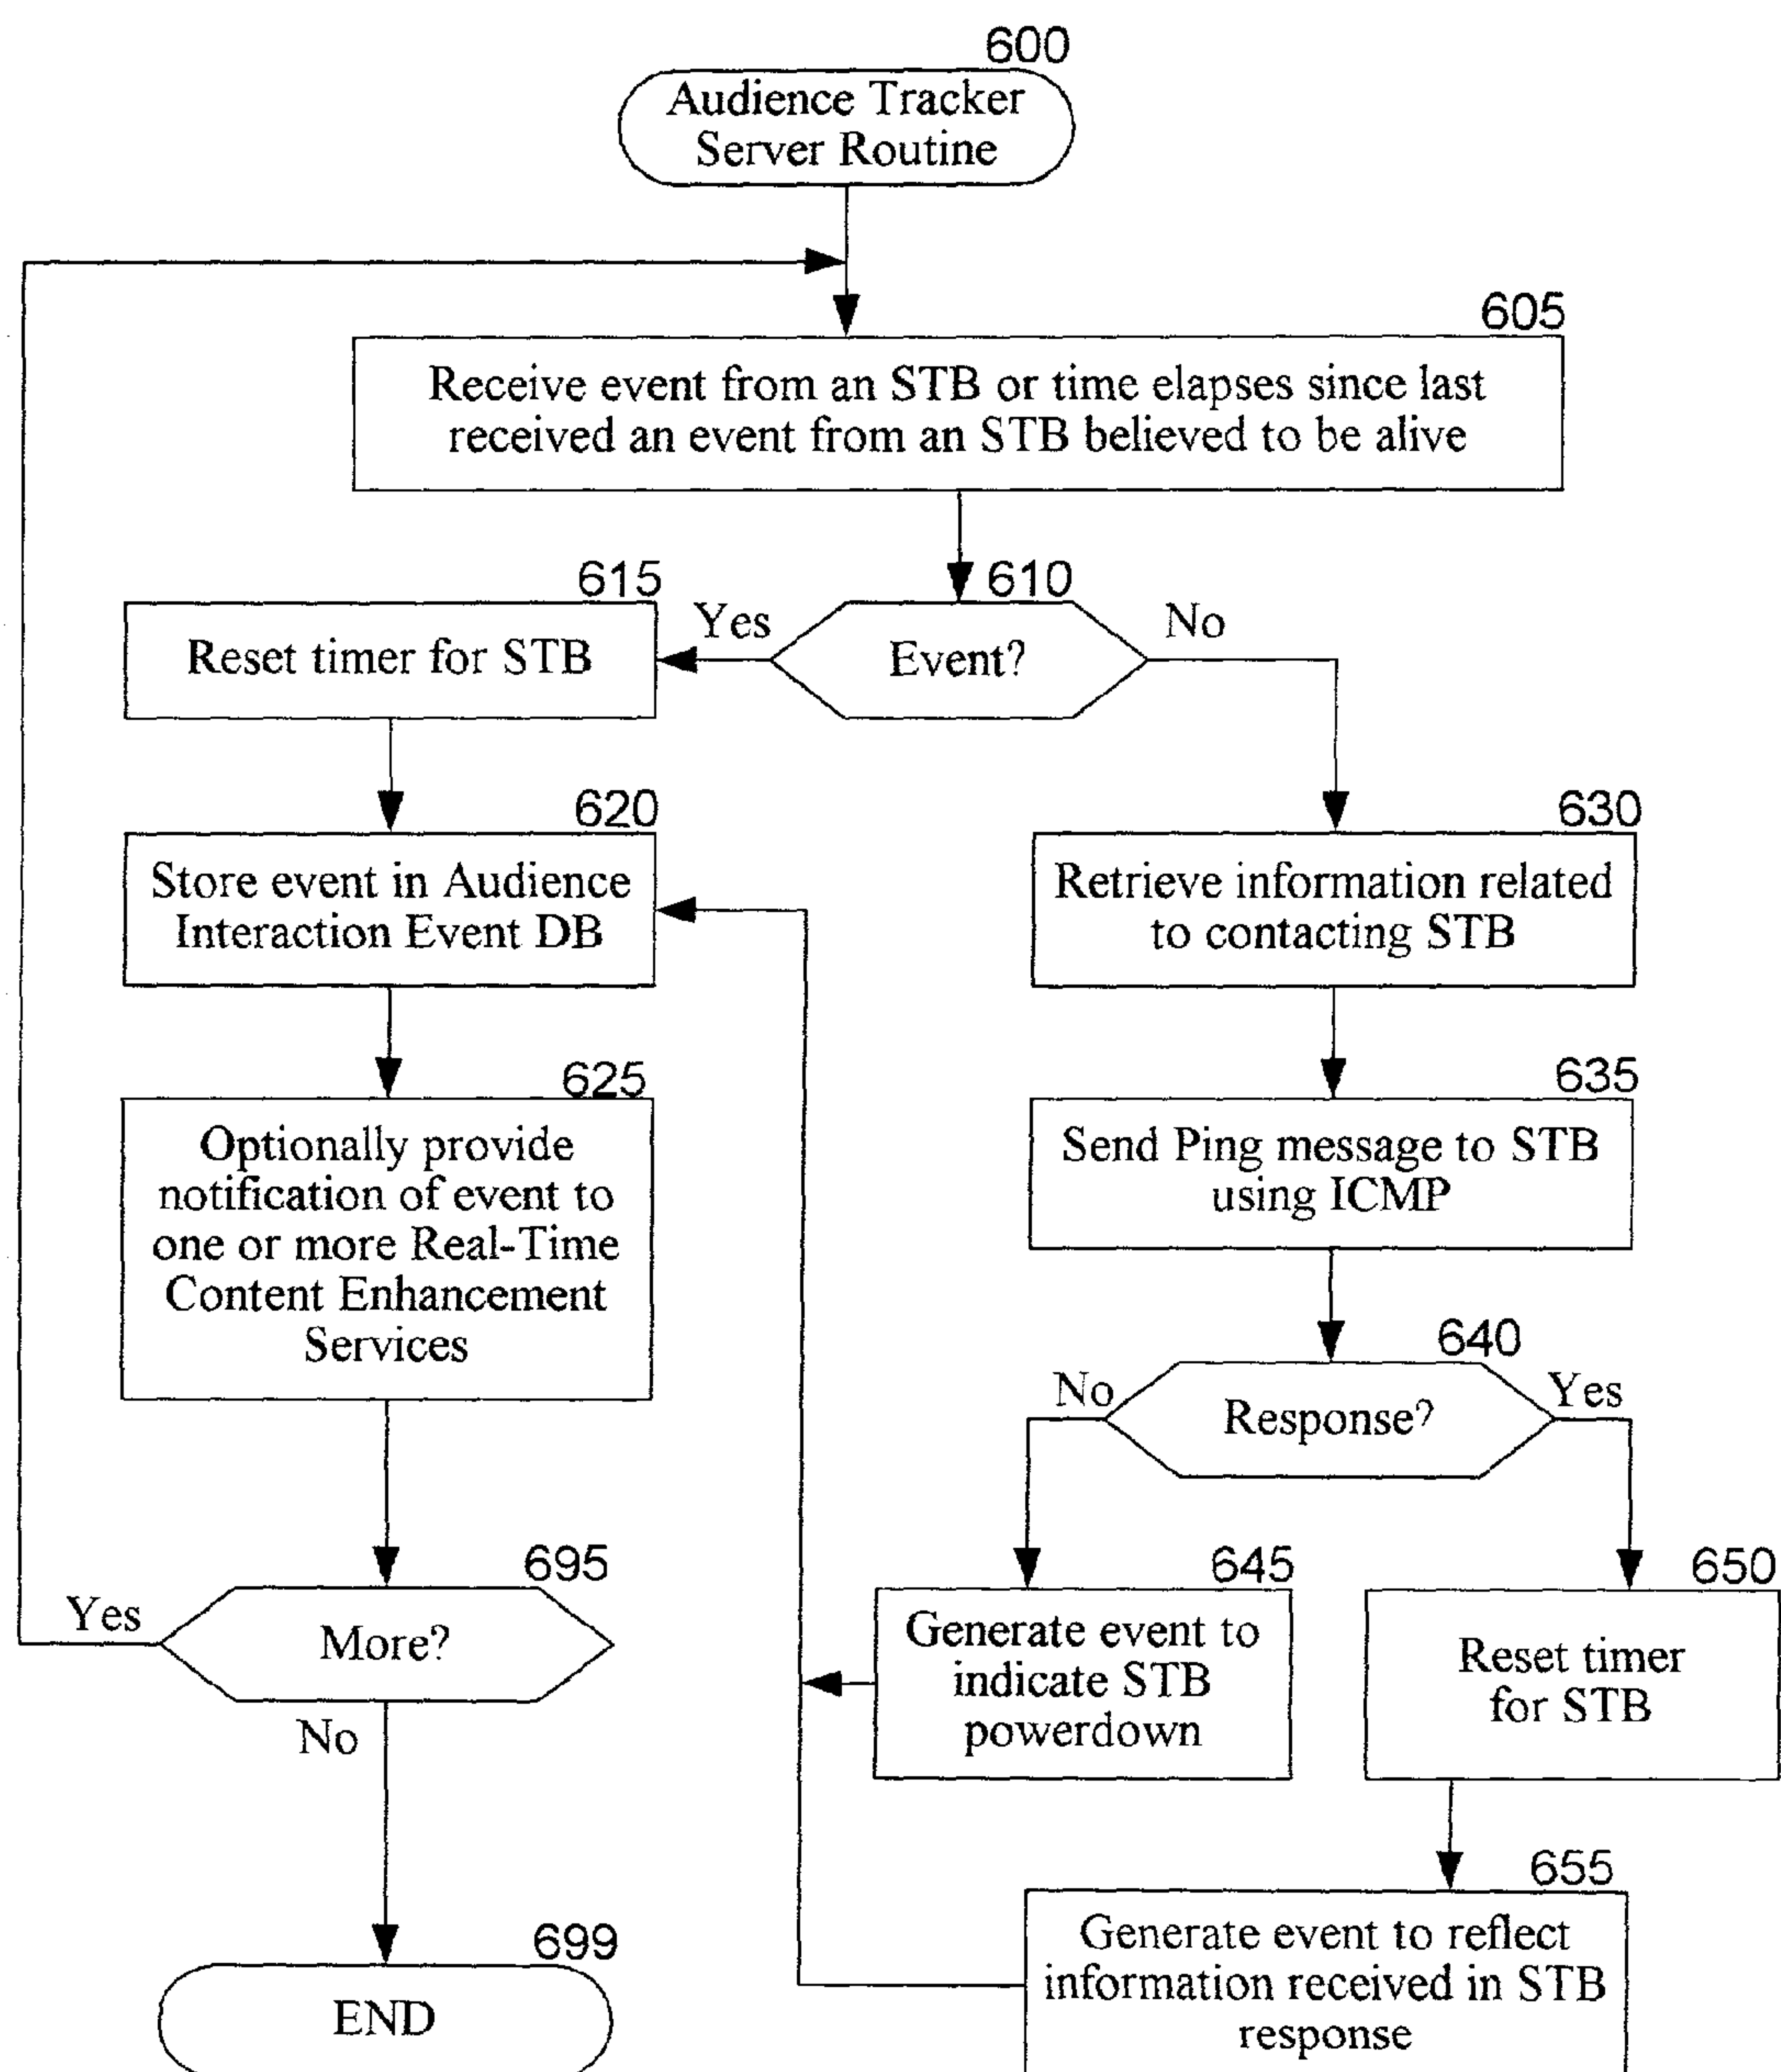 600
Audience Tracker
Server Routine
605
Receive event from an STB or time elapses since last
received an event from an STB believed to be alive
610
Event?
Yes
No
615
Reset timer for STB
620
Store event in Audience
Interaction Event DB
625
Optionally provide
notification of event to
one or more Real-Time
Content Enhancement
Services
630
Retrieve information related
to contacting STB
635
Send Ping message to STB
using ICMP
640
Response?
No
Yes
645
Generate event to
indicate STB
powerdown
650
Reset timer
for STB
655
Generate event to reflect
information received in STB
response
695
More?
Yes
No
699
END